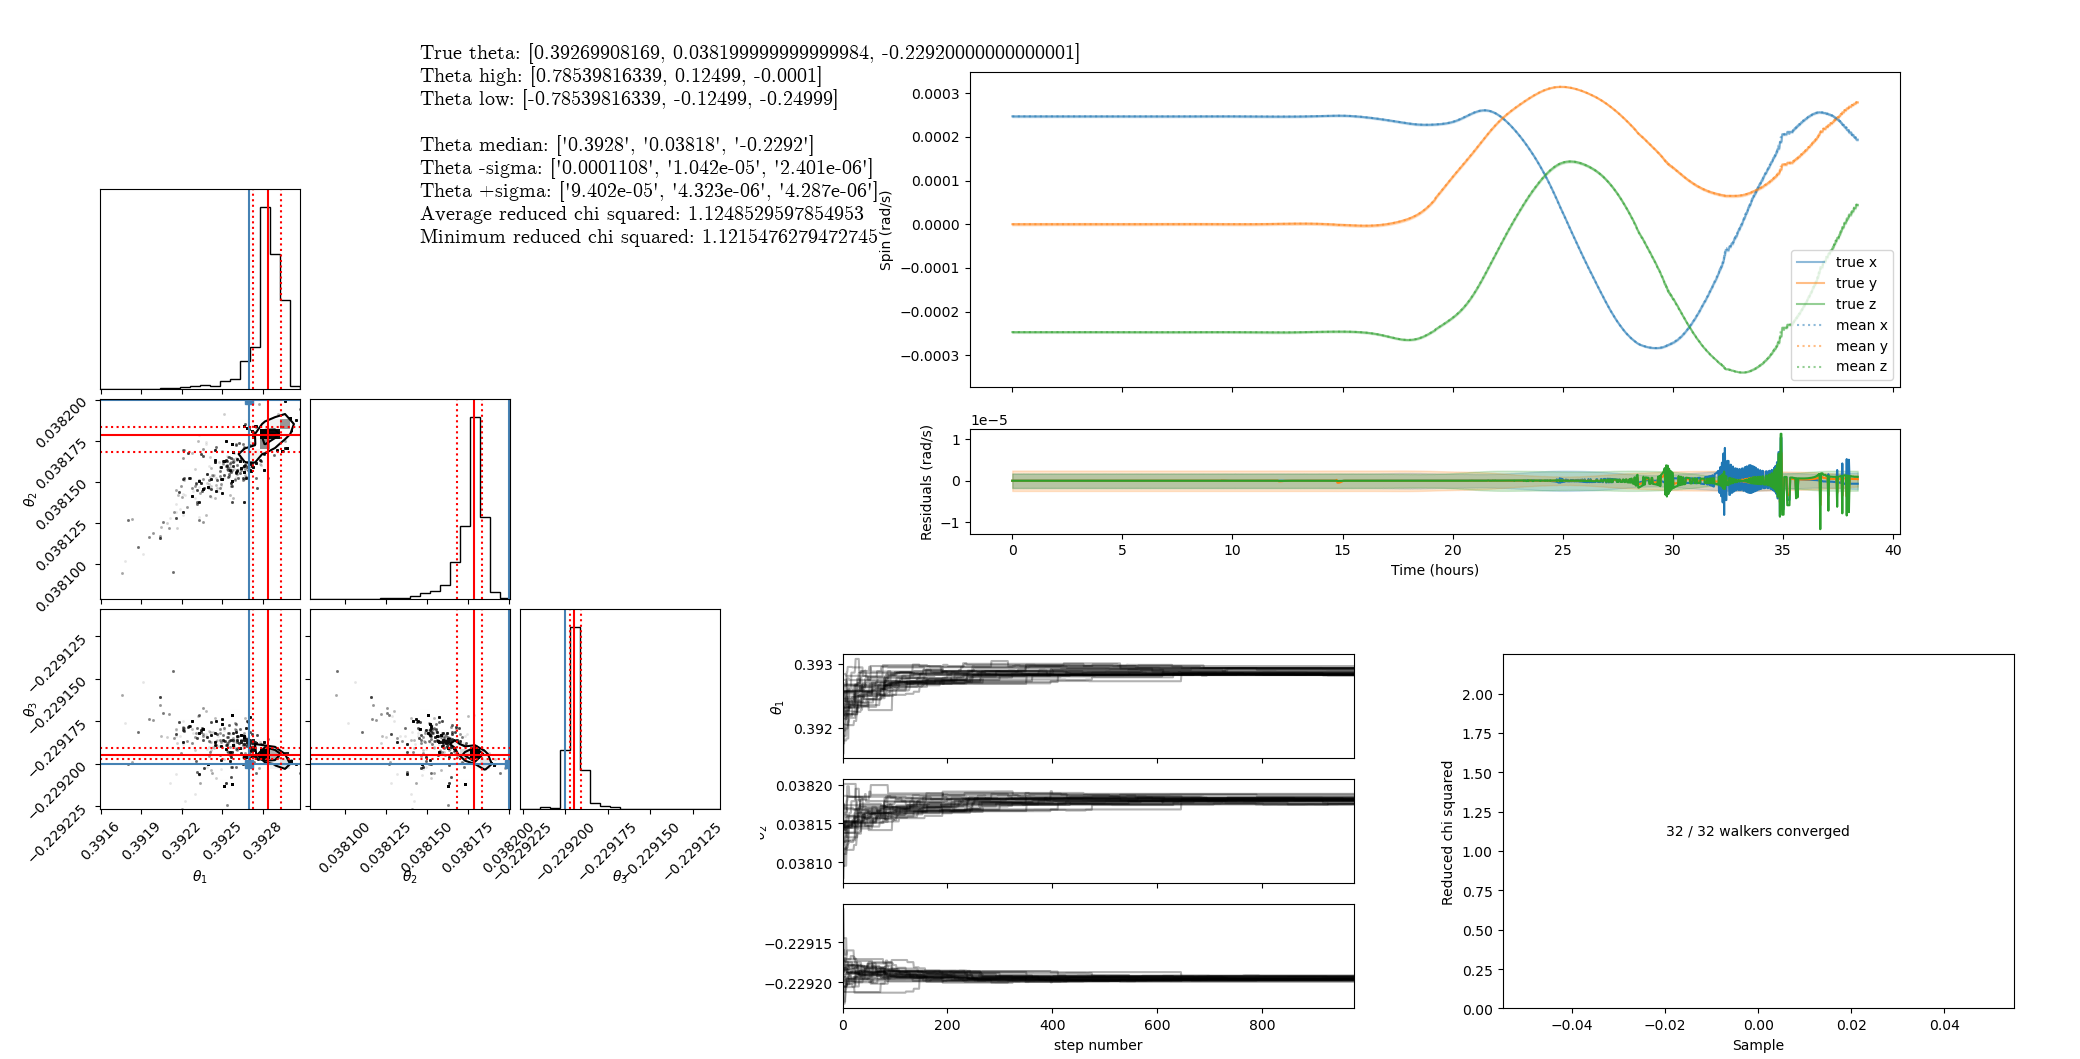 True theta: [0.39269908169, 0.038199999999999984, -0.22920000000000001]
Theta high: [0.78539816339, 0.12499, -0.0001]
Theta low: [-0.78539816339, -0.12499, -0.24999]
Theta median: ['0.3928', '0.03818', '-0.2292']
Theta -sigma: ['0.0001108', '1.042e-05', '2.401e-06']
Theta +sigma: ['9.402e-05', '4.323e-06', '4.287e-06']
Average reduced chi squared: 1.1248529597854953
Minimum reduced chi squared: 1.1215476279472745
Spin (rad/s)
0.0003
0.0002
0.0001
0.0000
−0.0001
−0.0002
−0.0003
true x
true y
true z
mean x
mean y
mean z
1e−5
Residuals (rad/s)
1
0
−1
0 5 10 15 20 25 30 35 40
Time (hours)
θ2
0.038200
0.038175
0.038150
0.038125
0.038100
θ3
−0.229125
−0.229150
−0.229175
−0.229200
−0.229225
0.3916 0.3919 0.3922 0.3925 0.3928
θ1
0.038100 0.038125 0.038150 0.038175 0.038200
θ2
−0.229225 −0.229200 −0.229175 −0.229150 −0.229125
θ3
θ1
0.393
0.392
0.03820
0.03815
0.03810
−0.22915
−0.22920
0 200 400 600 800
step number
Reduced chi squared
2.00
1.75
1.50
1.25
1.00
0.75
0.50
0.25
0.00
32 / 32 walkers converged
−0.04 −0.02 0.00 0.02 0.04
Sample